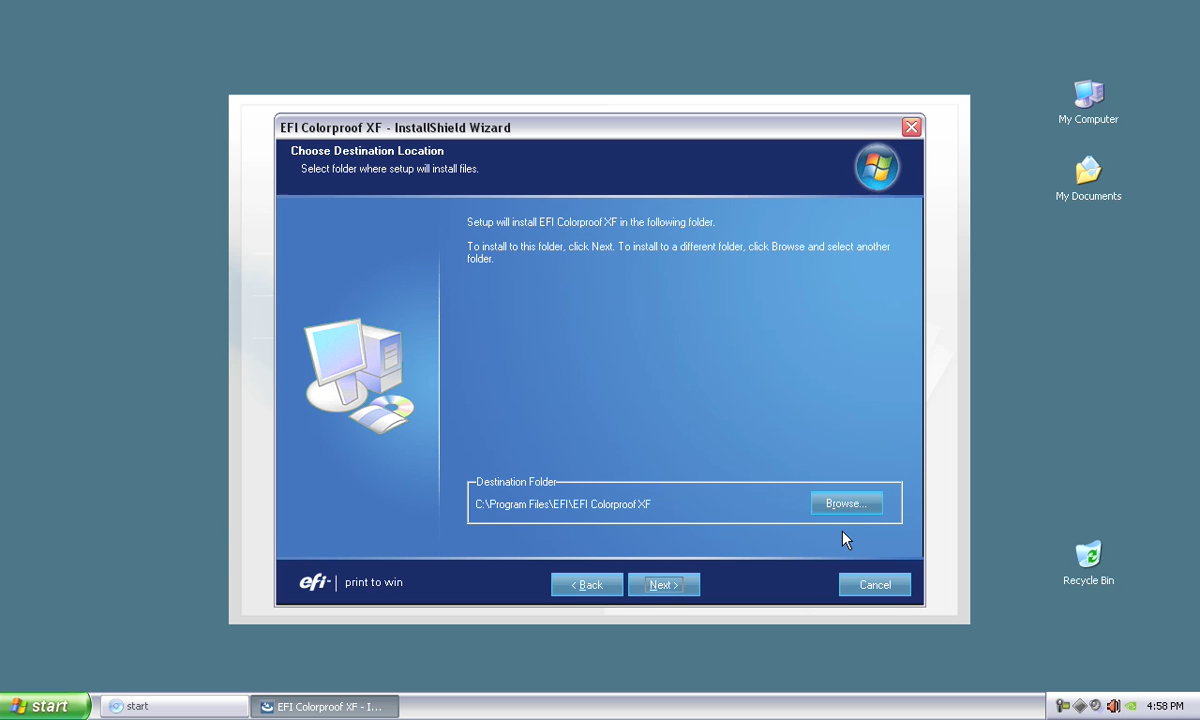 My Computer
My Documents
EFI Colorproof XF - InstallShield Wizard
Choose Destination Location
Select folder where setup will install files.
Setup will install EFI Colorproof XF in the following folder.
To install to this folder, click Next. To install to a different folder, click Browse and select another
folder.
Destination Folder
C:\Program Files\EFI\EFI Colorproof XF
Browse...
efi
print to win
< Back
Next >
Cancel
Recycle Bin
start
start
EFI Colorproof XF - I...
4:58 PM